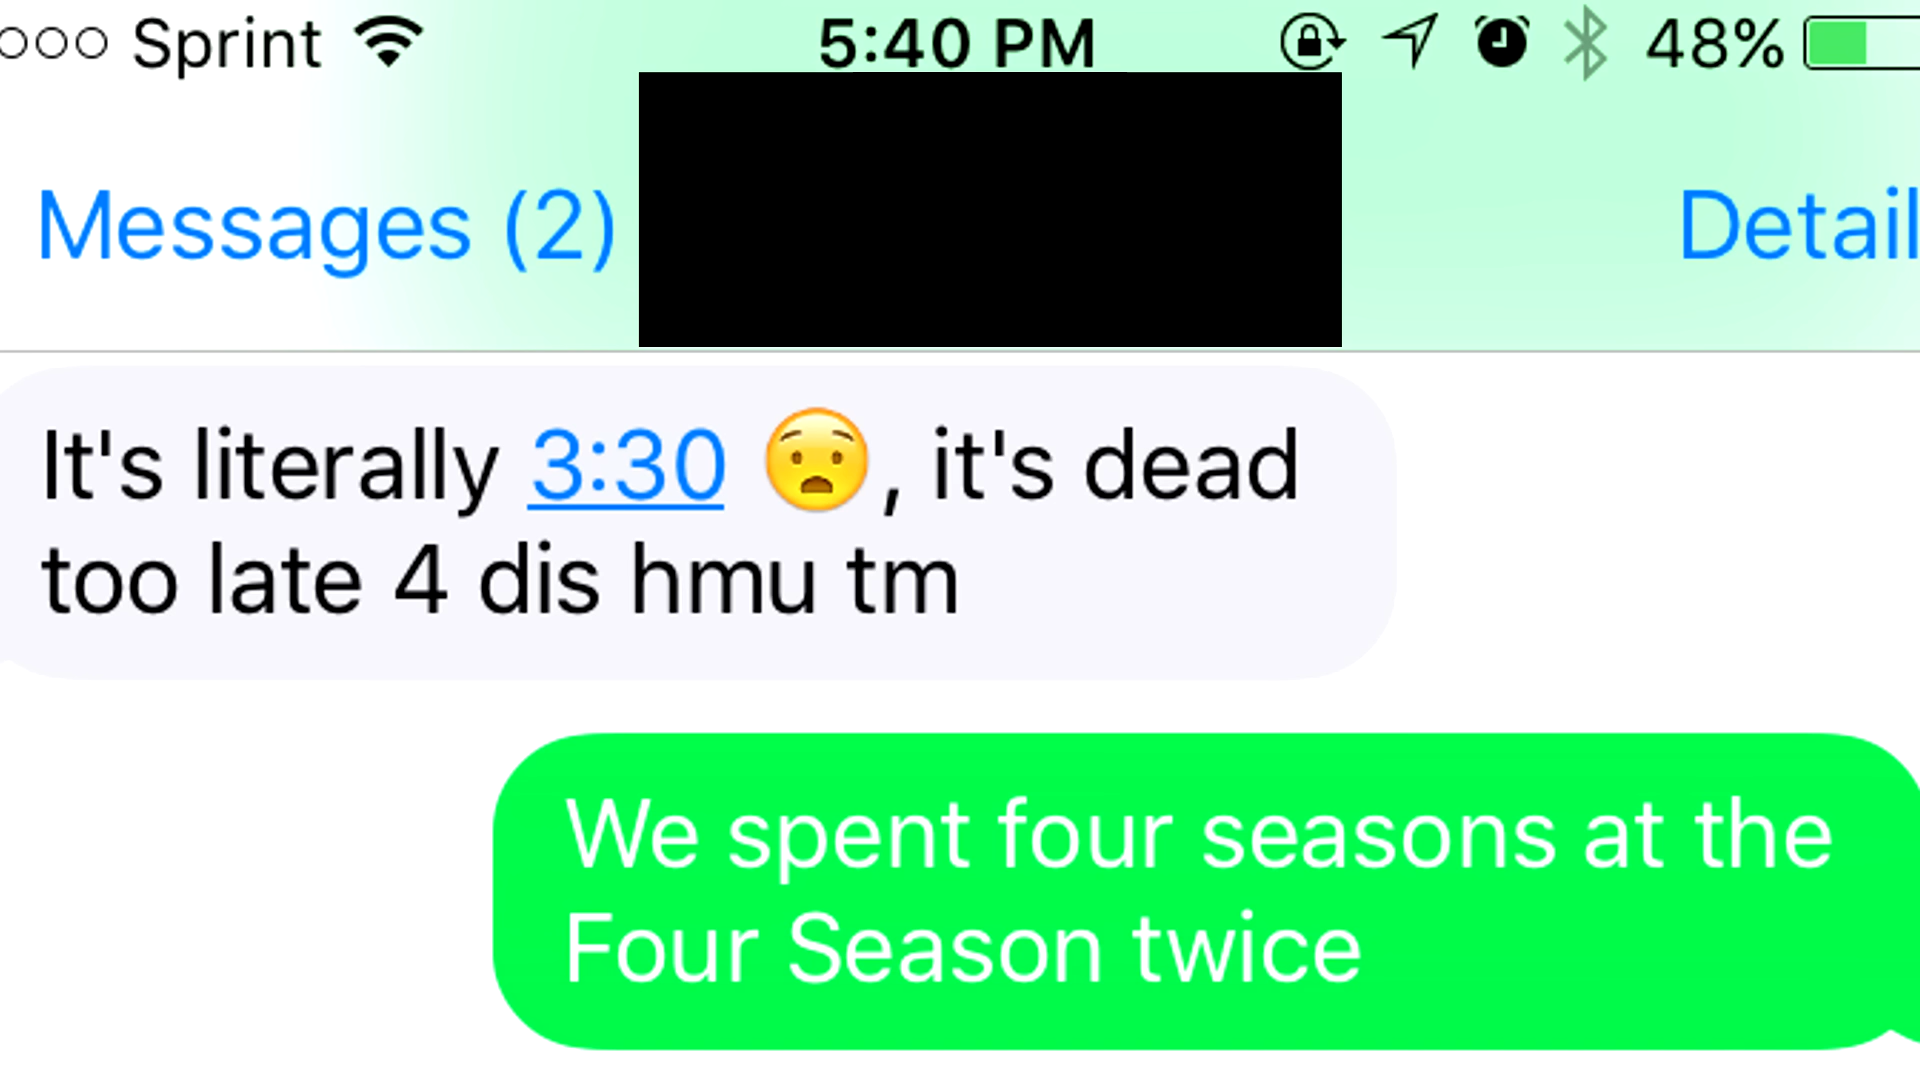 Sprint 5:40 PM 48%
Messages (2) Detail
It's literally 3:30 😧, it's dead
too late 4 dis hmu tm
We spent four seasons at the
Four Season twice